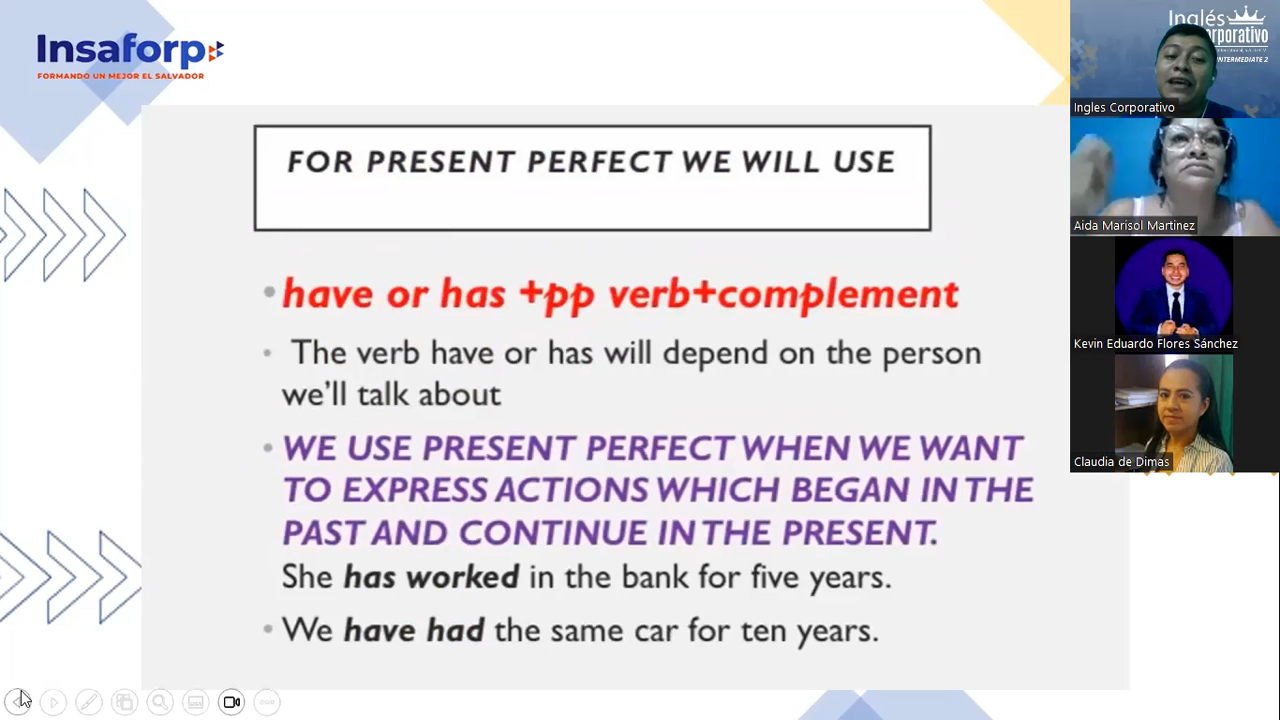 Insaforp
FORMANDO UN MEJOR EL SALVADOR
FOR PRESENT PERFECT WE WILL USE
• have or has +pp verb+complement
• The verb have or has will depend on the person
we'll talk about
• WE USE PRESENT PERFECT WHEN WE WANT
TO EXPRESS ACTIONS WHICH BEGAN IN THE
PAST AND CONTINUE IN THE PRESENT.
She has worked in the bank for five years.
• We have had the same car for ten years.
Inglés
INTERMEDIATE 2
Ingles Corporativo
Aida Marisol Martinez
Kevin Eduardo Flores Sánchez
Claudia de Dimas